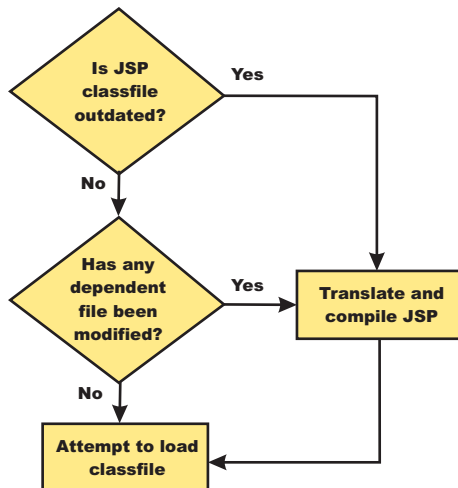 Is JSP
classfile
outdated?
Yes
No
Has any
dependent
file been
modified?
Yes
Translate and
compile JSP
No
Attempt to load
classfile